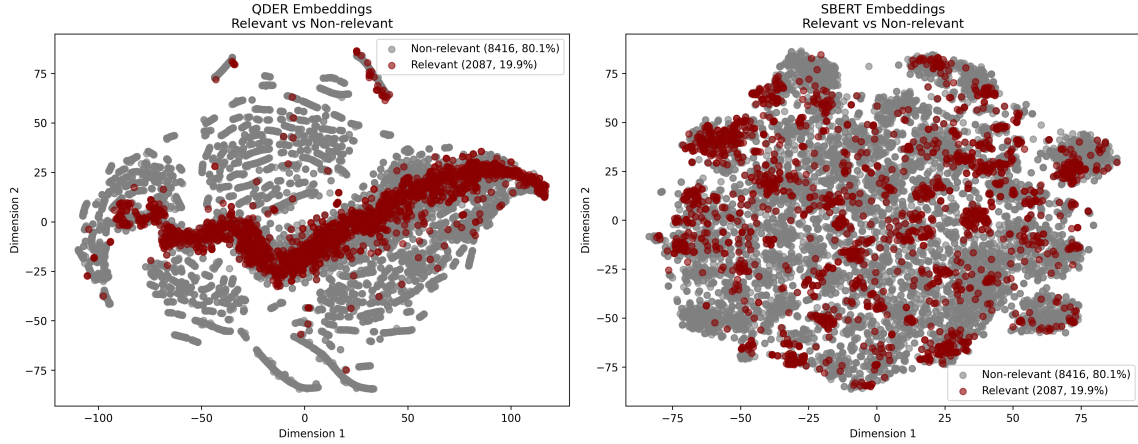 QDER Embeddings
Relevant vs Non-relevant
Non-relevant (8416, 80.1%)
Relevant (2087, 19.9%)
75
50
25
0
−25
−50
−75
Dimension 2
−100
−50
0
50
100
Dimension 1
SBERT Embeddings
Relevant vs Non-relevant
75
50
25
0
−25
−50
−75
Dimension 2
Non-relevant (8416, 80.1%)
Relevant (2087, 19.9%)
−75
−50
−25
0
25
50
75
Dimension 1